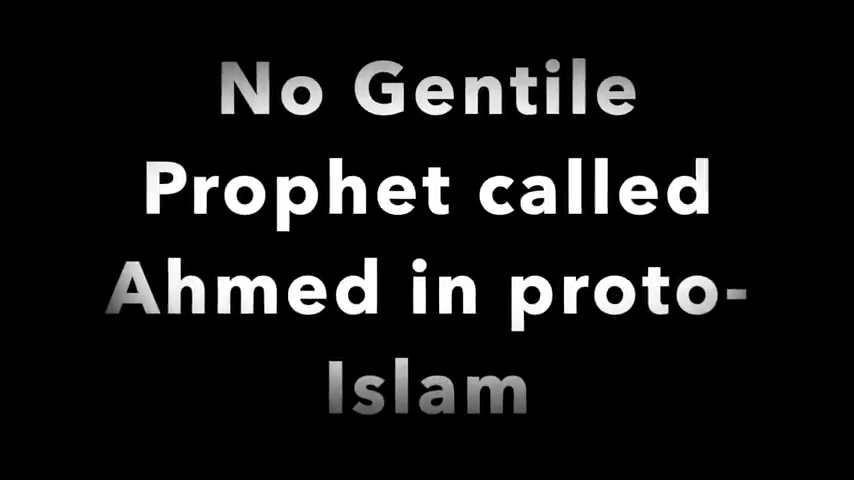 No Gentile
Prophet called
Ahmed in proto-
Islam